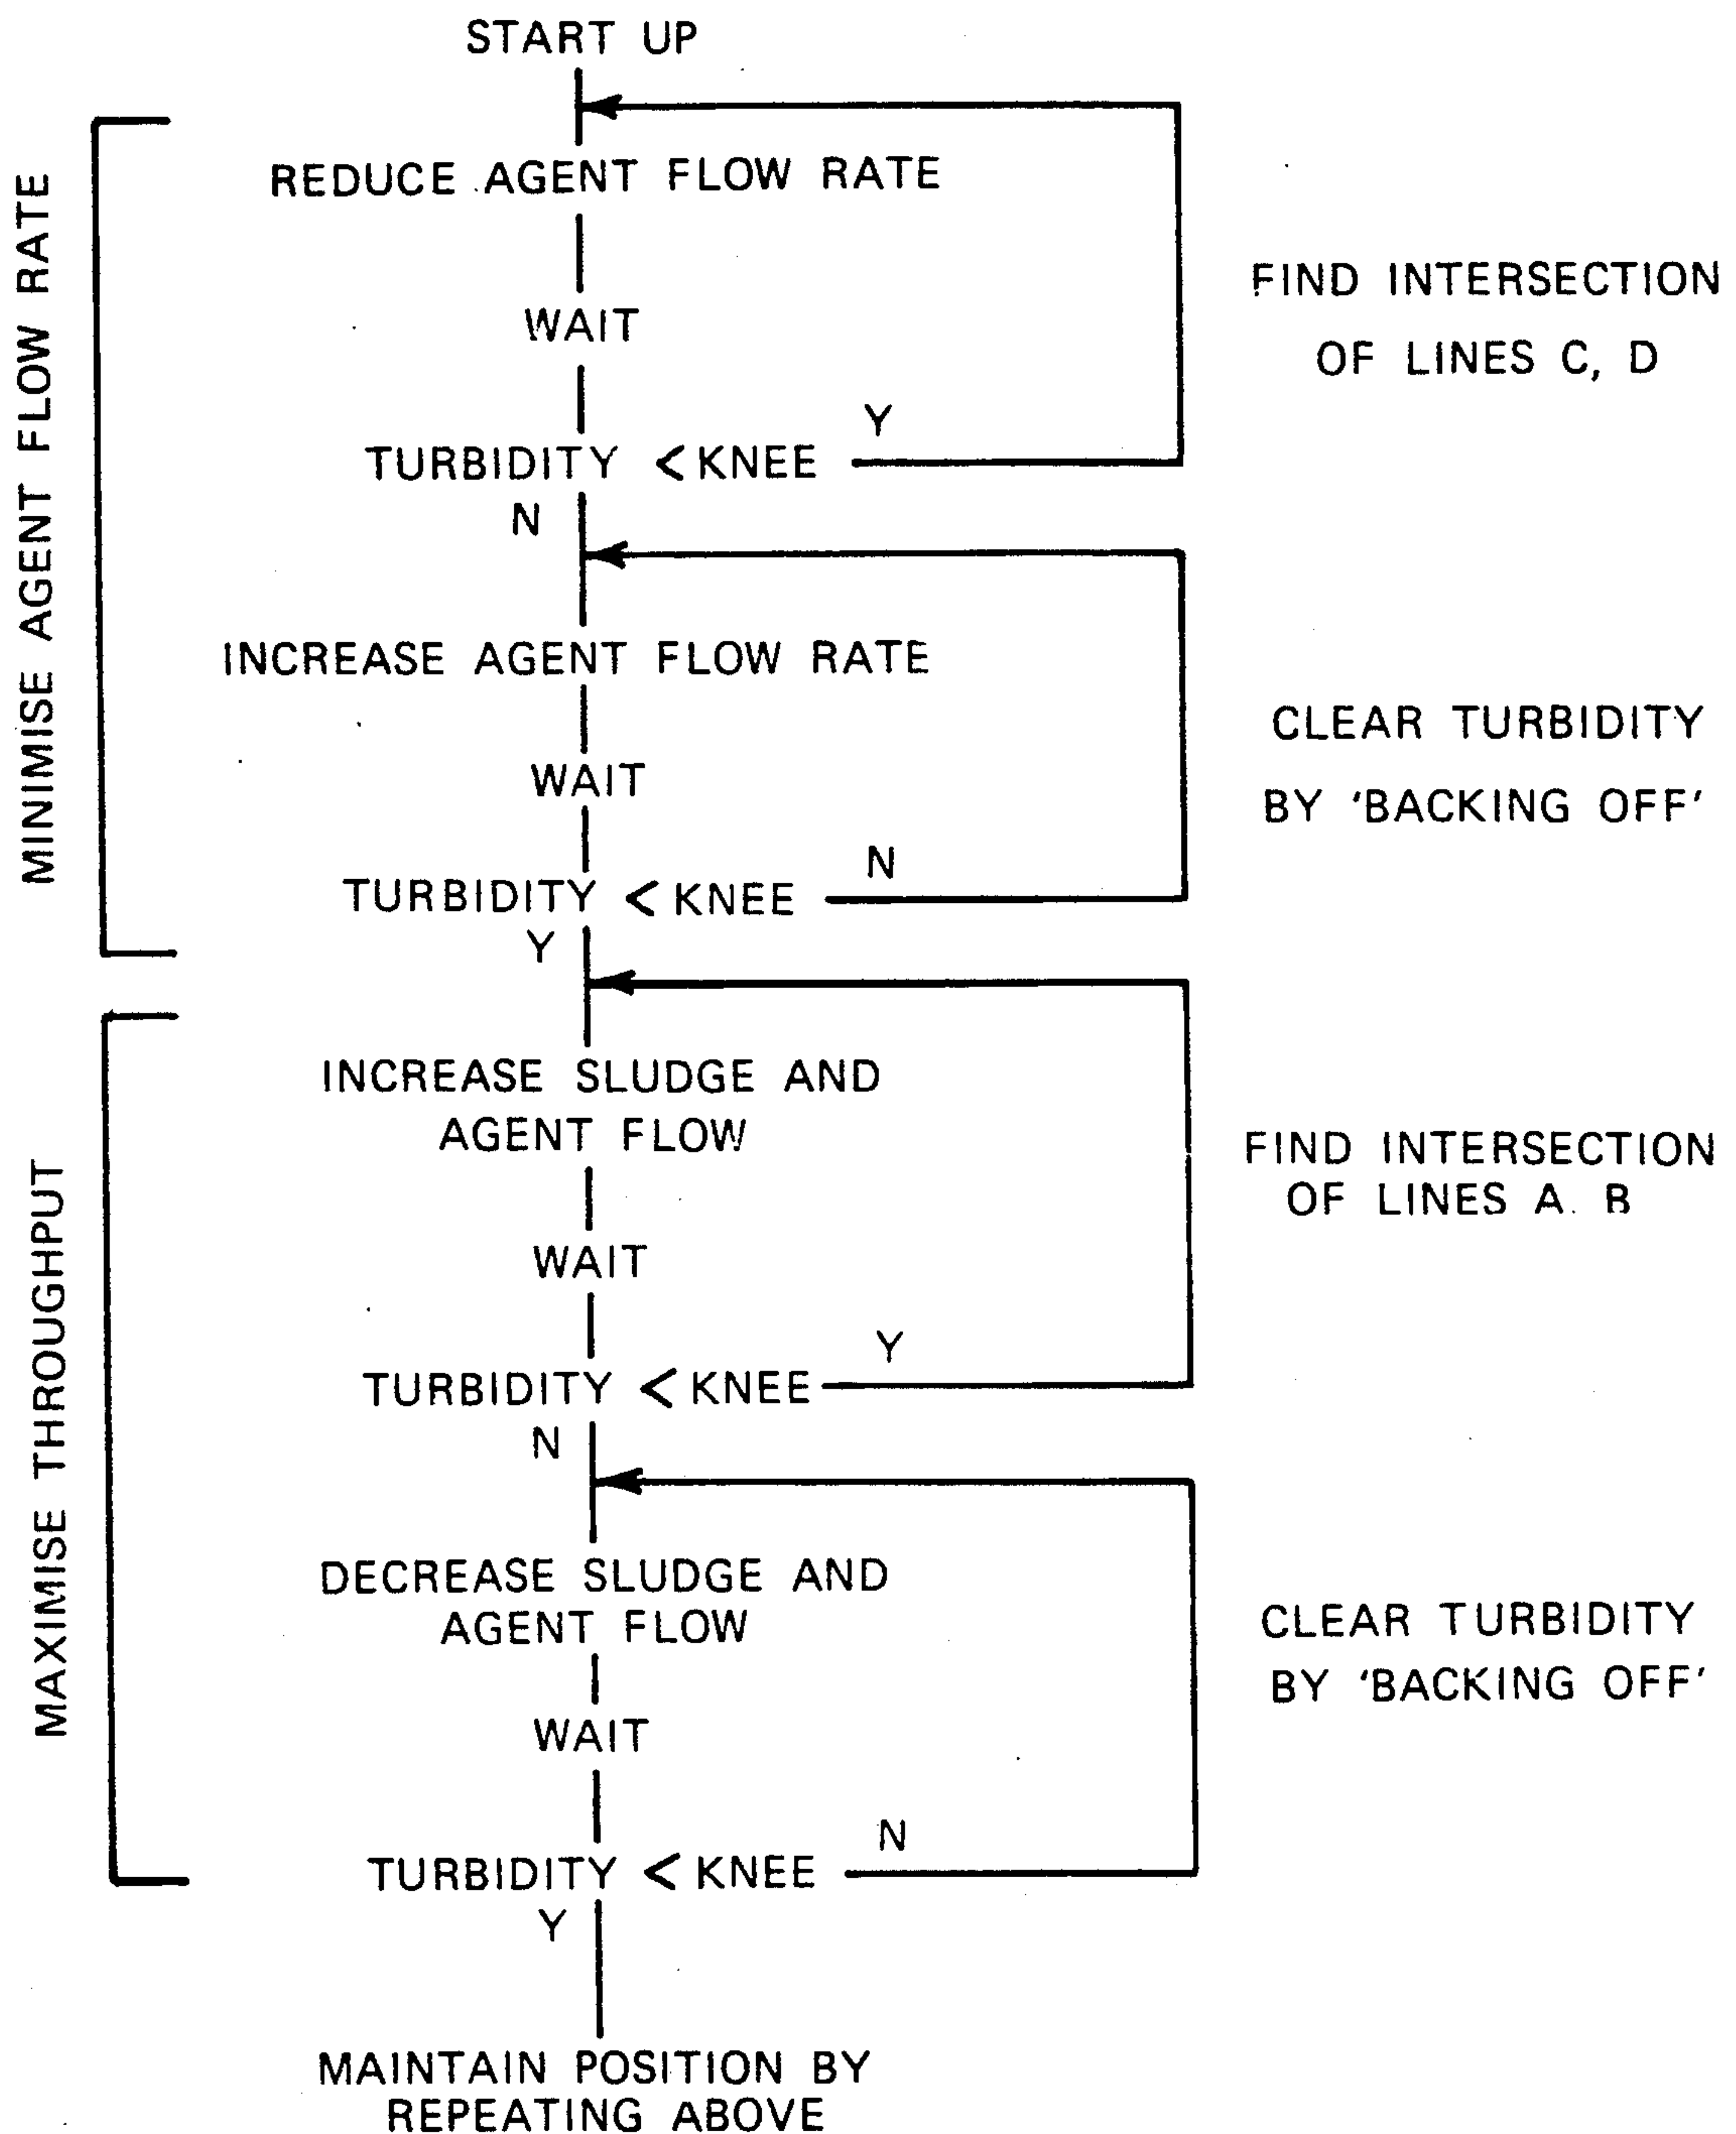 START UP
MINIMISE AGENT FLOW RATE
REDUCE AGENT FLOW RATE
WAIT
FIND INTERSECTION
OF LINES C, D
TURBIDITY < KNEE
Y
N
INCREASE AGENT FLOW RATE
WAIT
CLEAR TURBIDITY
BY 'BACKING OFF'
TURBIDITY < KNEE
N
Y
MAXIMISE THROUGHPUT
INCREASE SLUDGE AND
AGENT FLOW
WAIT
FIND INTERSECTION
OF LINES A. B
TURBIDITY < KNEE
Y
N
DECREASE SLUDGE AND
AGENT FLOW
WAIT
CLEAR TURBIDITY
BY 'BACKING OFF'
TURBIDITY < KNEE
N
Y
MAINTAIN POSITION BY
REPEATING ABOVE